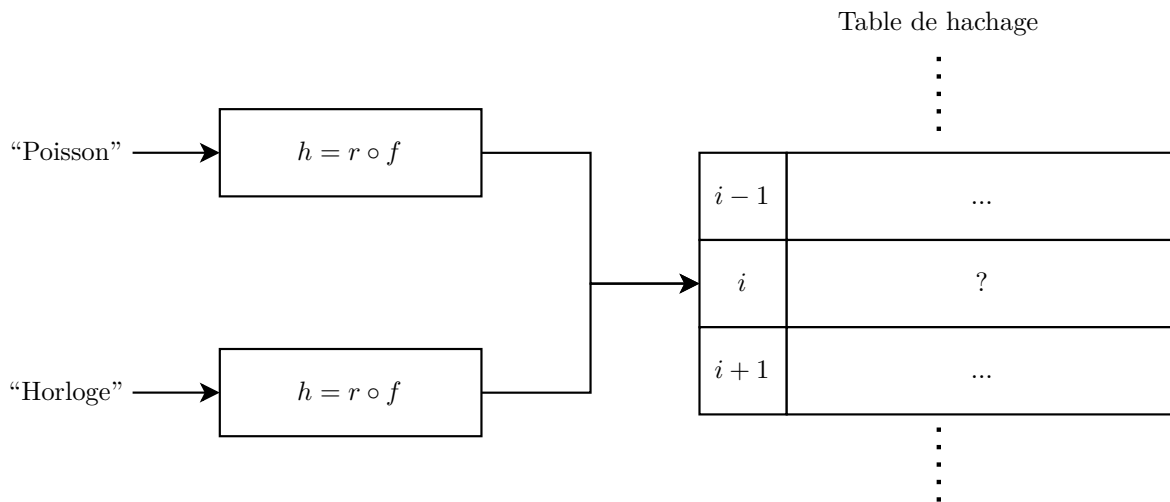 Table de hachage
“Poisson”
h = r ∘ f
i − 1
...
i
?
“Horloge”
h = r ∘ f
i + 1
...